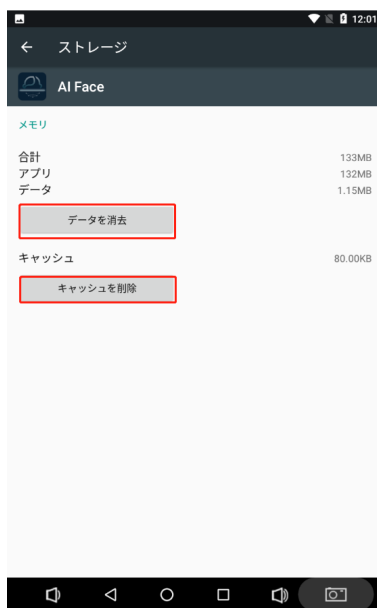 12:01
ストレージ
AI Face
メモリ
合計 133MB
アプリ 132MB
データ 1.15MB
データを消去
キャッシュ 80.00KB
キャッシュを削除